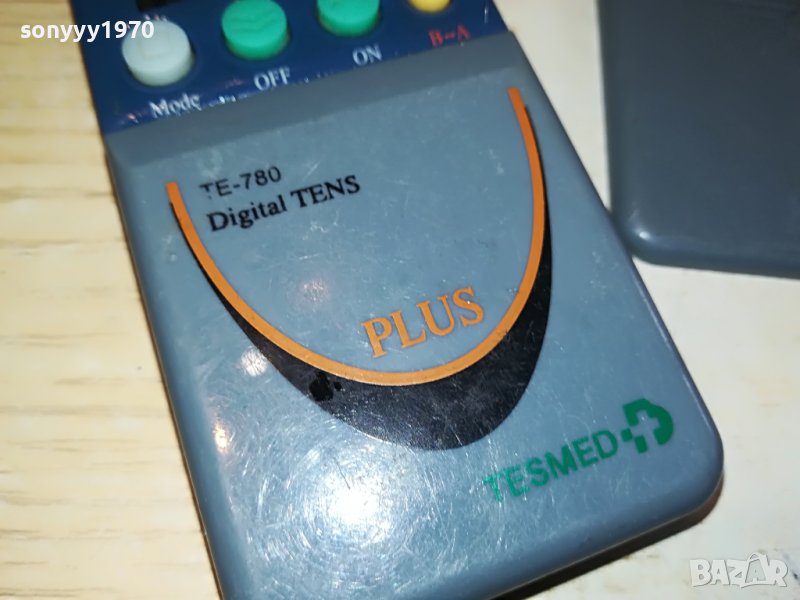 sonyyy1970
Mode OFF ON B~A
TE-780
Digital TENS
PLUS
TESMED
BAZAR